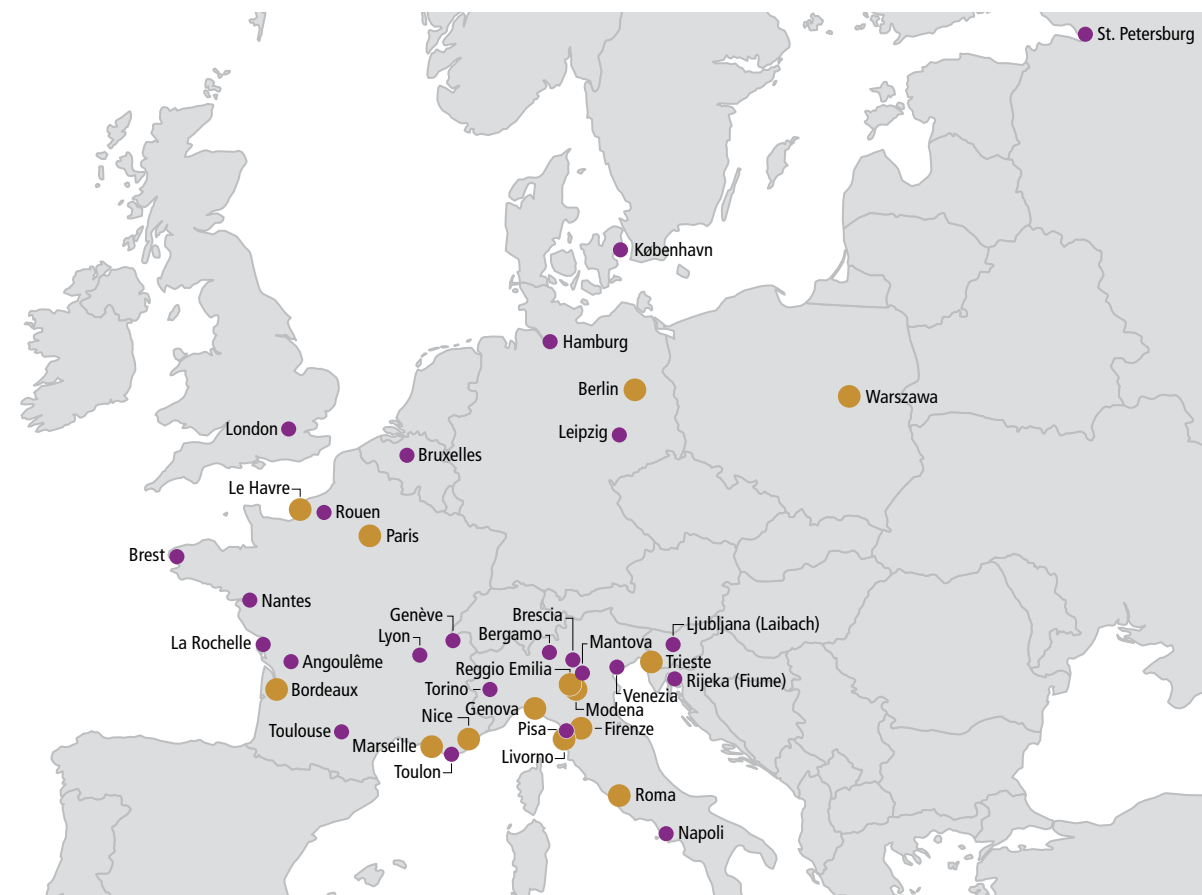 St. Petersburg
København
Hamburg
Berlin
Warszawa
London
Leipzig
Bruxelles
Le Havre
Rouen
Paris
Brest
Nantes
Genève
Brescia
Ljubljana (Laibach)
Lyon
Bergamo
Mantova
La Rochelle
Angoulême
Reggio Emilia
Trieste
Rijeka (Fiume)
Bordeaux
Torino
Venezia
Genova
Modena
Nice
Toulouse
Pisa
Firenze
Marseille
Livorno
Toulon
Roma
Napoli